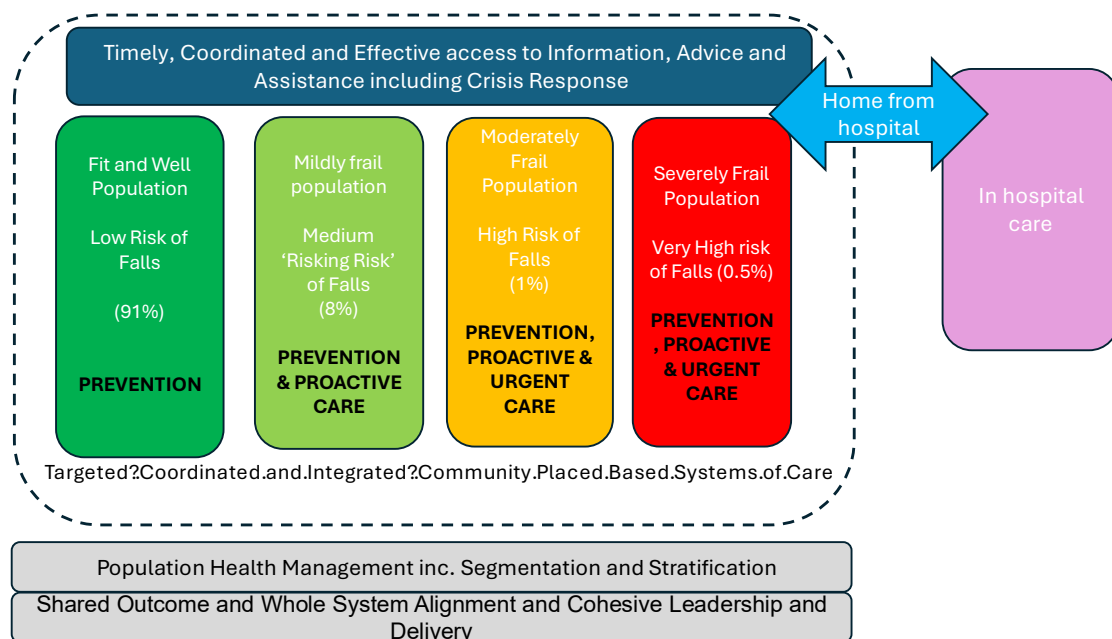 Timely, Coordinated and Effective access to Information, Advice and
Assistance including Crisis Response
Home from
hospital
In hospital
care
Fit and Well
Population
Low Risk of
Falls
(91%)
PREVENTION
Mildly frail
population
Medium
‘Risking Risk’
of Falls
(8%)
PREVENTION
& PROACTIVE
CARE
Moderately
Frail
Population
High Risk of
Falls
(1%)
PREVENTION,
PROACTIVE &
URGENT
CARE
Severely Frail
Population
Very High risk
of Falls (0.5%)
PREVENTION
, PROACTIVE
& URGENT
CARE
Targeted?Coordinated.and.Integrated?Community.Placed.Based.Systems.of.Care
Population Health Management inc. Segmentation and Stratification
Shared Outcome and Whole System Alignment and Cohesive Leadership and
Delivery